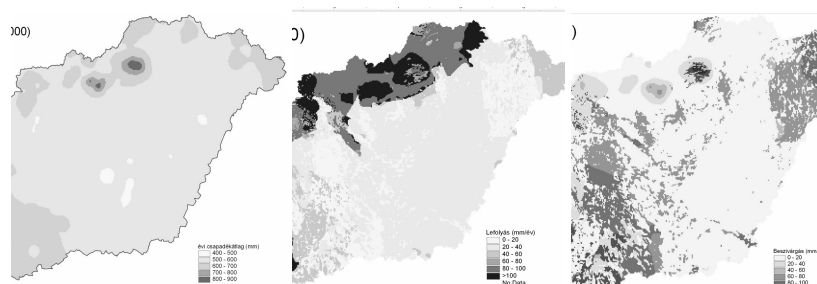 000)
évi csapadékátlag (mm)
400 - 500
500 - 600
600 - 700
700 - 800
800 - 900
0)
Lefolyás (mm/év)
0 - 20
20 - 40
40 - 60
60 - 80
80 - 100
>100
No Data
)
Beszivárgás (mm
0 - 20
20 - 40
40 - 60
60 - 80
80 - 100